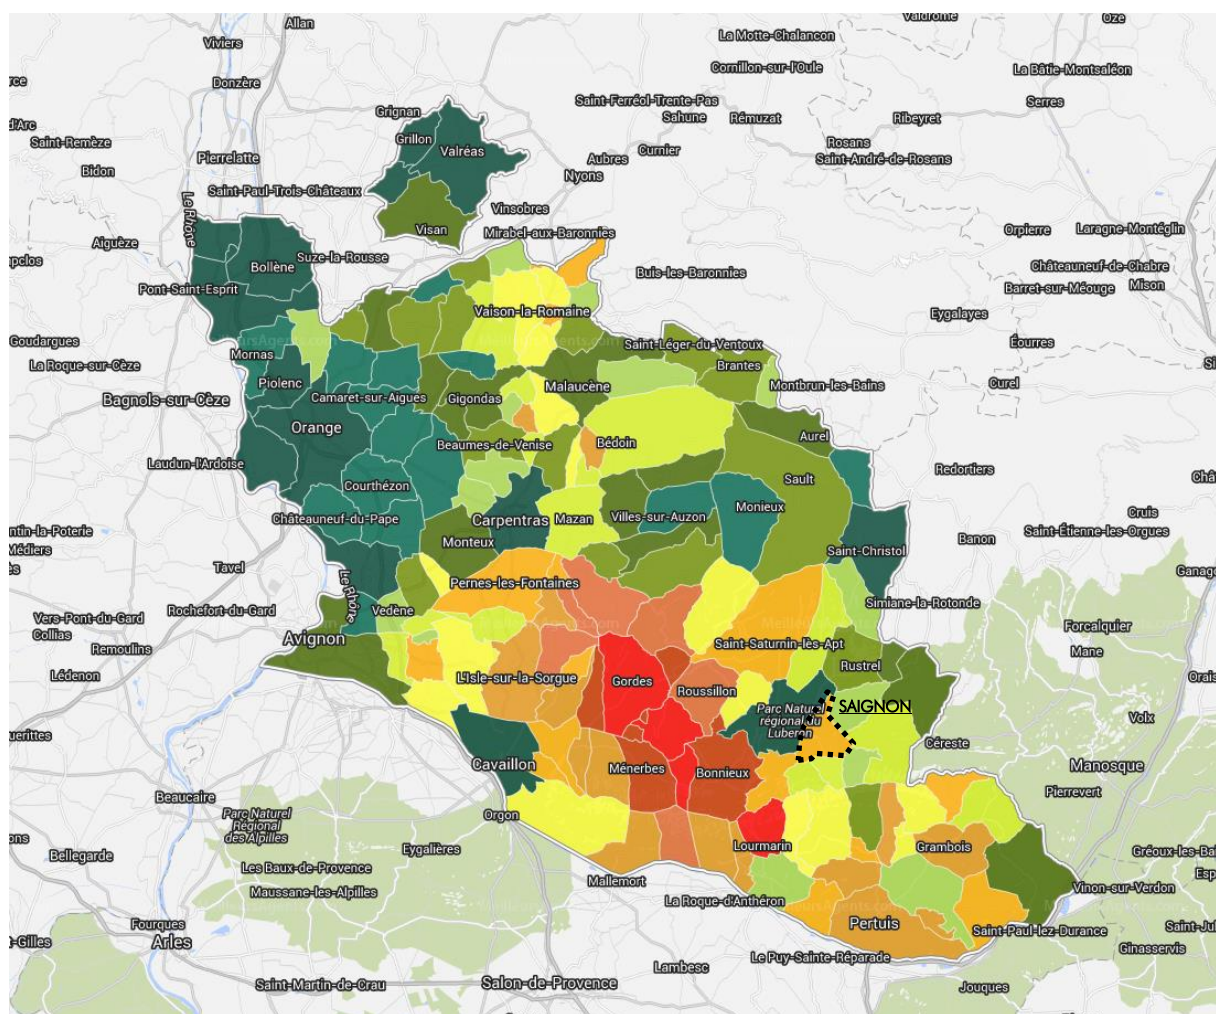 Allan
Valdrôme
Oze
Viviers
La Motte-Chalancon
Cornillon-sur-l'Oule
La Bâtie-Montsaléon
Donzère
Grignan
Saint-Ferréol-Trente-Pas
Sahune
Rémuzat
Ribeyret
Serres
d'Arc
Saint-Remèze
Grillon
Valréas
Curnier
Rosans
Saint-André-de-Rosans
Pierrelatte
Aubres
Nyons
Bidon
Saint-Paul-Trois-Châteaux
Le Rhône
Vinsobres
Visan
Mirabel-aux-Baronnies
Orpierre
Laragne-Montéglin
Aiguèze
Suze-la-Rousse
Bollène
Buis-les-Baronnies
Châteauneuf-de-Chabre
Pont-Saint-Esprit
Barret-sur-Méouge
Mison
Vaison-la-Romaine
Eygalayes
Goudargues
Saint-Léger-du-Ventoux
Éourres
Mornas
La Roque-sur-Cèze
Brantes
Piolenc
Malaucène
Montbrun-les-Bains
Curel
Bagnols-sur-Cèze
Camaret-sur-Aigues
Gigondas
Orange
Beaumes-de-Venise
Bédoin
Aurel
Laudun-l'Ardoise
Redortiers
Courthézon
Sault
Châteauneuf-du-Pape
Carpentras
Mazan
Villes-sur-Auzon
Monieux
Cruis
Saint-Étienne-les-Orgues
Monteux
Saint-Christol
Banon
Tavel
Le Rhône
Pernes-les-Fontaines
Simiane-la-Rotonde
Vers-Pont-du-Gard
Collias
Rochefort-du-Gard
Vedène
Forcalquier
Remoulins
Avignon
Saint-Saturnin-lès-Apt
Mane
Lédenon
L'Isle-sur-la-Sorgue
Gordes
Roussillon
Rustrel
Parc Naturel
régional du
Luberon
SAIGNON
Volx
Céreste
Cavaillon
Ménerbes
Bonnieux
Manosque
Beaucaire
Pierrevert
Parc Naturel
Régional
des Alpilles
Orgon
Bellegarde
Eygalières
Lourmarin
Grambois
Les Baux-de-Provence
Maussane-les-Alpilles
Mallemort
La Roque-d'Anthéron
Vinon-sur-Verdon
Fourques
Arles
Pertuis
Saint-Paul-lez-Durance
Ginasservis
Le Puy-Sainte-Réparade
Lambesc
Saint-Martin-de-Crau
Salon-de-Provence
Jouques